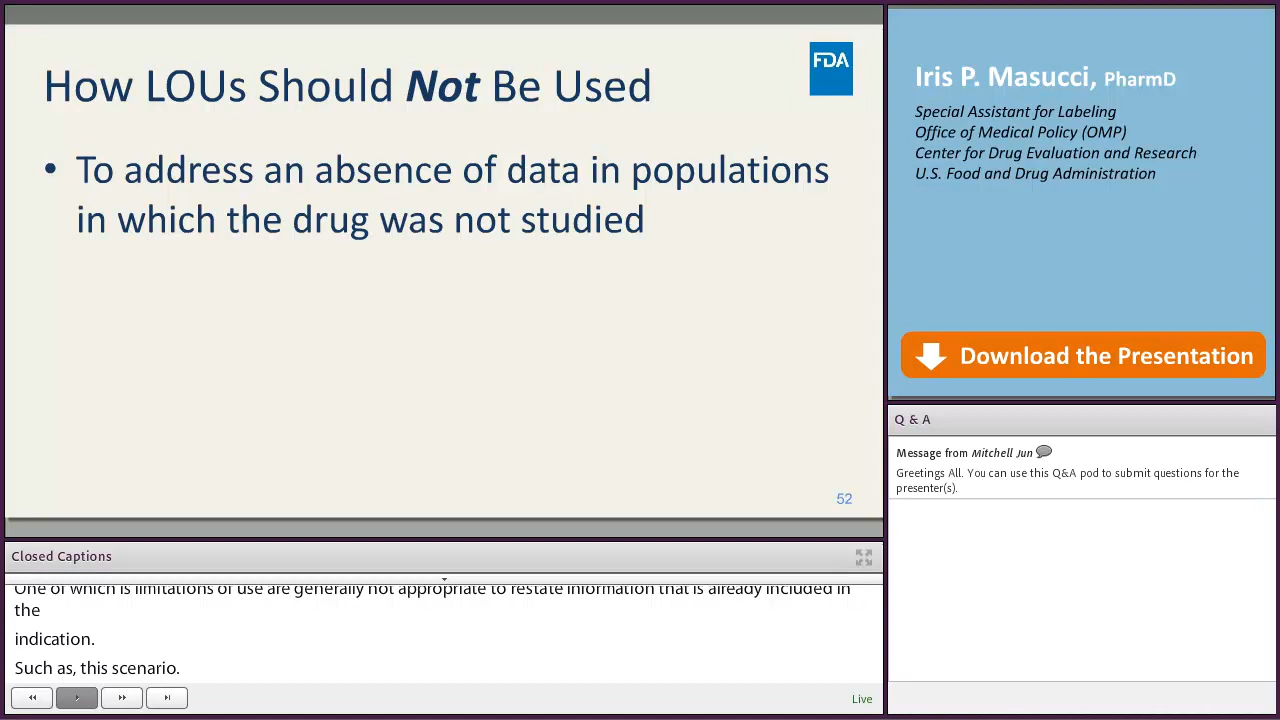 How LOUs Should Not Be Used
FDA
• To address an absence of data in populations
in which the drug was not studied
52
Iris P. Masucci, PharmD
Special Assistant for Labeling
Office of Medical Policy (OMP)
Center for Drug Evaluation and Research
U.S. Food and Drug Administration
Download the Presentation
Q & A
Message from Mitchell Jun
Greetings All. You can use this Q&A pod to submit questions for the
presenter(s).
Closed Captions
One of which is limitations of use are generally not appropriate to restate information that is already included in
the
indication.
Such as, this scenario.
Live